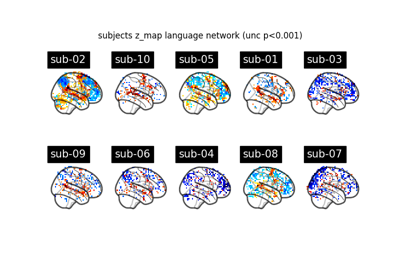 subjects z_map language network (unc p<0.001)
sub-02 sub-10 sub-05 sub-01 sub-03
sub-09 sub-06 sub-04 sub-08 sub-07